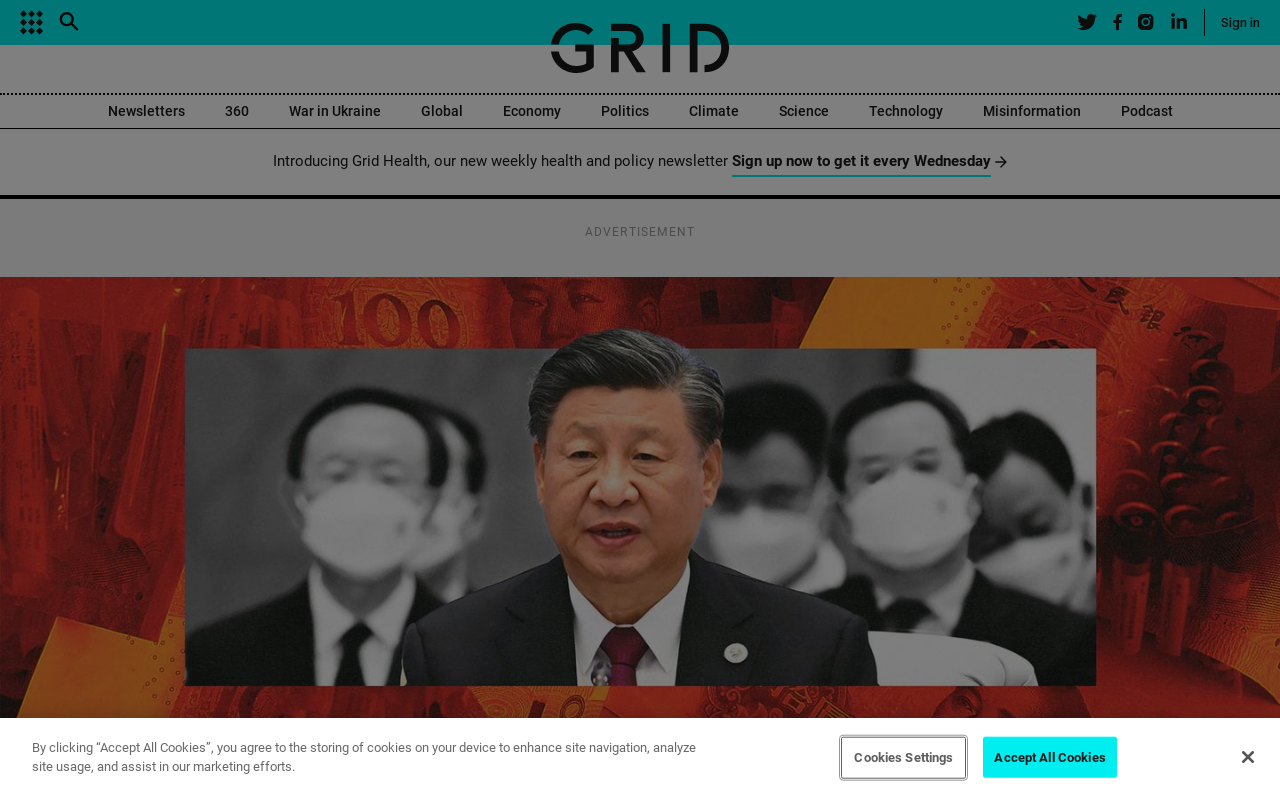 GRID
Sign in
Newsletters 360 War in Ukraine Global Economy Politics Climate Science Technology Misinformation Podcast
Introducing Grid Health, our new weekly health and policy newsletter Sign up now to get it every Wednesday
ADVERTISEMENT
100
By clicking “Accept All Cookies”, you agree to the storing of cookies on your device to enhance site navigation, analyze
site usage, and assist in our marketing efforts.
Cookies Settings
Accept All Cookies